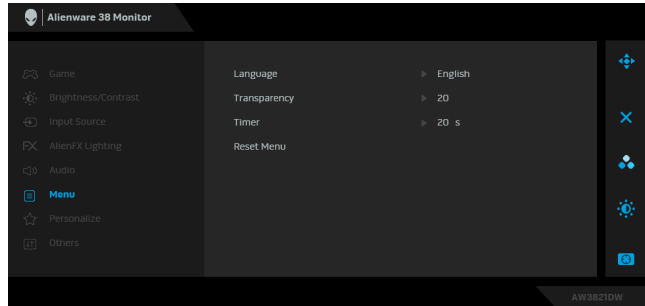 Alienware 38 Monitor
Game
Brightness/Contrast
Input Source
AlienFX Lighting
Audio
Menu
Personalize
Others
Language English
Transparency 20
Timer 20 s
Reset Menu
AW3821DW